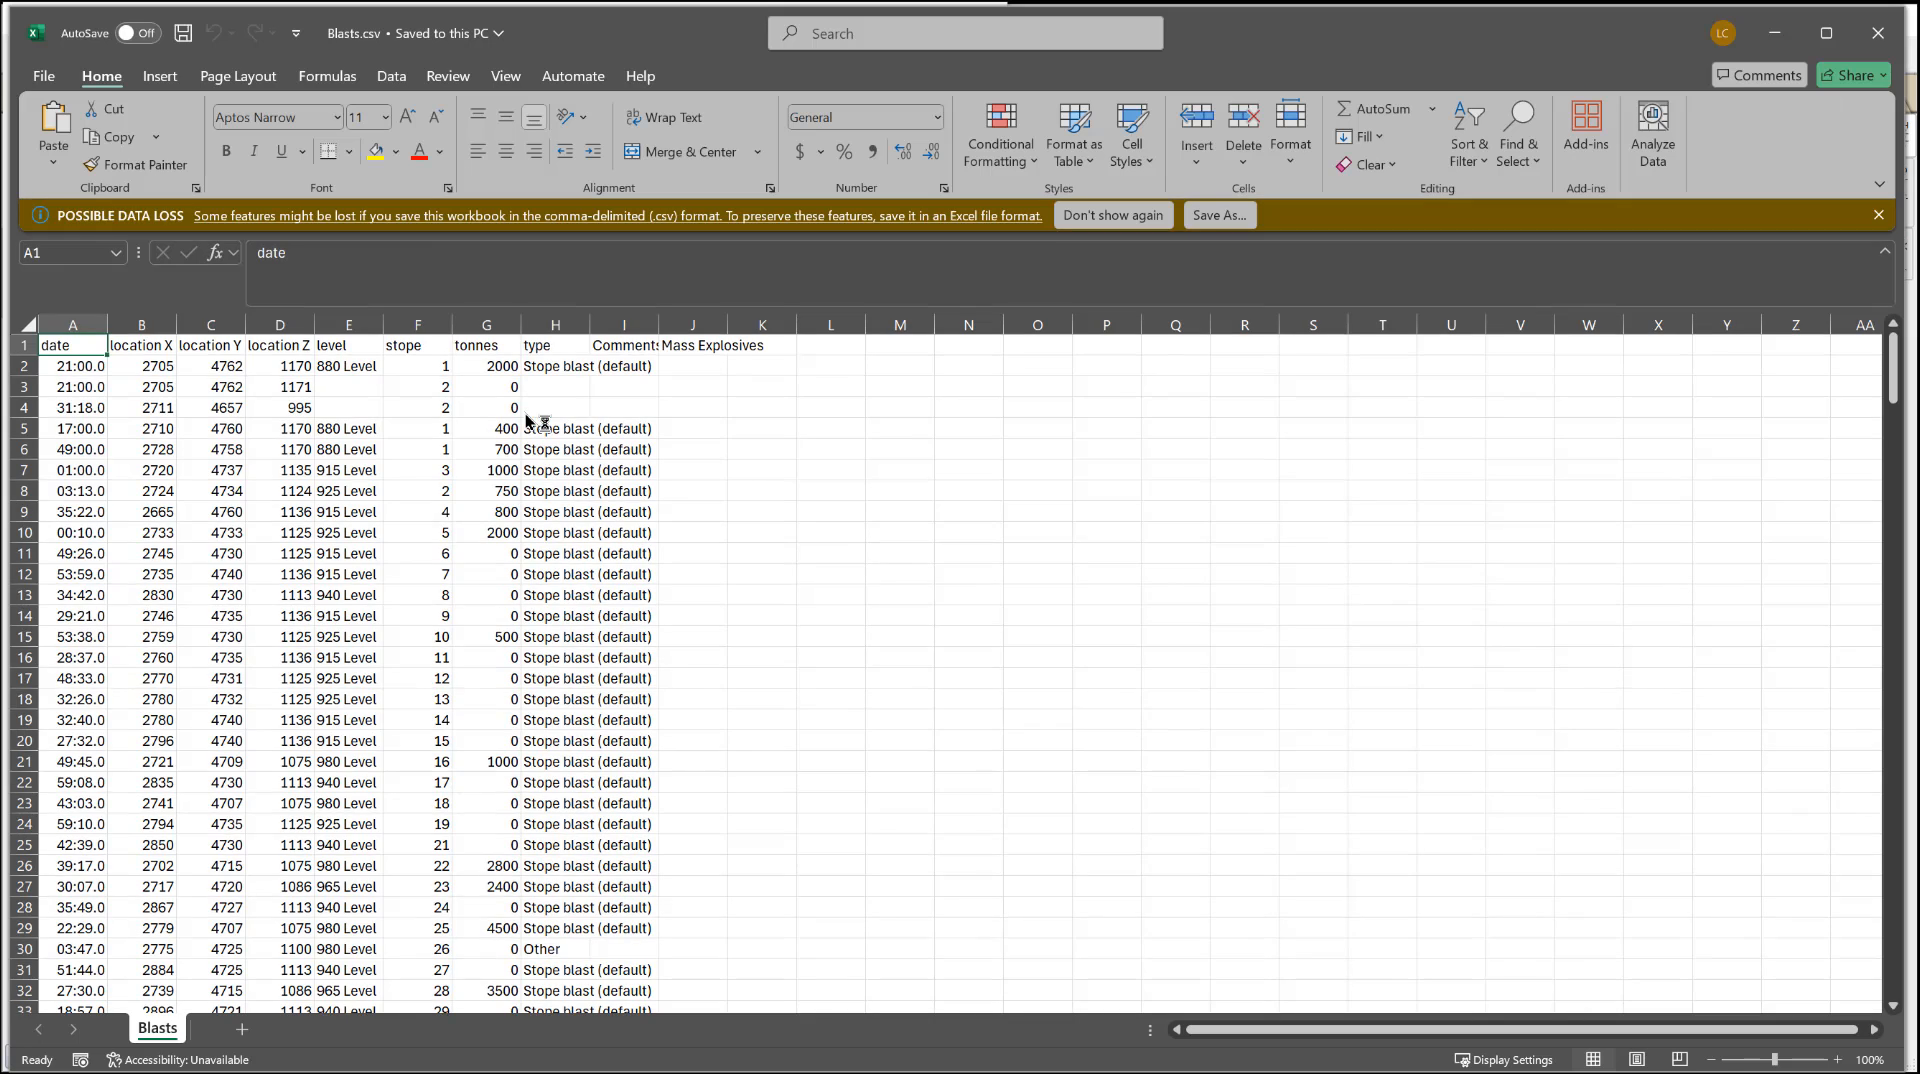 AutoSave Off Blasts.csv • Saved to this PC Search LC
File Home Insert Page Layout Formulas Data Review View Automate Help Comments Share
Paste Cut Copy Format Painter Clipboard
Aptos Narrow 11 B I U A Font
Wrap Text Merge & Center Alignment
General $ % Number
Conditional Formatting Format as Table Cell Styles Styles
Insert Delete Format Cells
AutoSum Fill Clear Sort & Filter Find & Select Editing
Add-ins Add-ins
Analyze Data
POSSIBLE DATA LOSS Some features might be lost if you save this workbook in the comma-delimited (.csv) format. To preserve these features, save it in an Excel file format. Don't show again Save As...
A1 fx date
A B C D E F G H I J K L M N O P Q R S T U V W X Y Z AA
1 date location X location Y location Z level stope tonnes type Comments Mass Explosives
2 21:00.0 2705 4762 1170 880 Level 1 2000 Stope blast (default)
3 21:00.0 2705 4762 1171 2 0
4 31:18.0 2711 4657 995 2 0
5 17:00.0 2710 4760 1170 880 Level 1 400 Stope blast (default)
6 49:00.0 2728 4758 1170 880 Level 1 700 Stope blast (default)
7 01:00.0 2720 4737 1135 915 Level 3 1000 Stope blast (default)
8 03:13.0 2724 4734 1124 925 Level 2 750 Stope blast (default)
9 35:22.0 2665 4760 1136 915 Level 4 800 Stope blast (default)
10 00:10.0 2733 4733 1125 925 Level 5 2000 Stope blast (default)
11 49:26.0 2745 4730 1125 915 Level 6 0 Stope blast (default)
12 53:59.0 2735 4740 1136 915 Level 7 0 Stope blast (default)
13 34:42.0 2830 4730 1113 940 Level 8 0 Stope blast (default)
14 29:21.0 2746 4735 1136 915 Level 9 0 Stope blast (default)
15 53:38.0 2759 4730 1125 925 Level 10 500 Stope blast (default)
16 28:37.0 2760 4735 1136 915 Level 11 0 Stope blast (default)
17 48:33.0 2770 4731 1125 925 Level 12 0 Stope blast (default)
18 32:26.0 2780 4732 1125 925 Level 13 0 Stope blast (default)
19 32:40.0 2780 4740 1136 915 Level 14 0 Stope blast (default)
20 27:32.0 2796 4740 1136 915 Level 15 0 Stope blast (default)
21 49:45.0 2721 4709 1075 980 Level 16 1000 Stope blast (default)
22 59:08.0 2835 4730 1113 940 Level 17 0 Stope blast (default)
23 43:03.0 2741 4707 1075 980 Level 18 0 Stope blast (default)
24 59:10.0 2794 4735 1125 925 Level 19 0 Stope blast (default)
25 42:39.0 2850 4730 1113 940 Level 21 0 Stope blast (default)
26 39:17.0 2702 4715 1075 980 Level 22 2800 Stope blast (default)
27 30:07.0 2717 4720 1086 965 Level 23 2400 Stope blast (default)
28 35:49.0 2867 4727 1113 940 Level 24 0 Stope blast (default)
29 22:29.0 2779 4707 1075 980 Level 25 4500 Stope blast (default)
30 03:47.0 2775 4725 1100 980 Level 26 0 Other
31 51:44.0 2884 4725 1113 940 Level 27 0 Stope blast (default)
32 27:30.0 2739 4715 1086 965 Level 28 3500 Stope blast (default)
33 18:57.0 2896 4721 1113 940 Level 29 0 Stope blast (default)
Blasts
Ready Accessibility: Unavailable Display Settings 100%